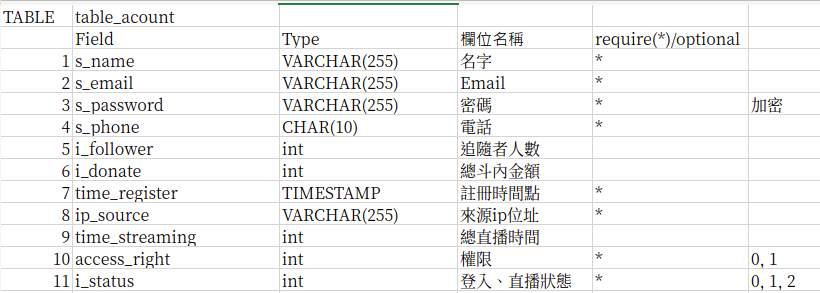 TABLE table_acount
Field Type 欄位名稱 require(*)/optional
1 s_name VARCHAR(255) 名字 *
2 s_email VARCHAR(255) Email *
3 s_password VARCHAR(255) 密碼 * 加密
4 s_phone CHAR(10) 電話 *
5 i_follower int 追隨者人數
6 i_donate int 總斗內金額
7 time_register TIMESTAMP 註冊時間點 *
8 ip_source VARCHAR(255) 來源ip位址 *
9 time_streaming int 總直播時間
10 access_right int 權限 * 0, 1
11 i_status int 登入、直播狀態 * 0, 1, 2